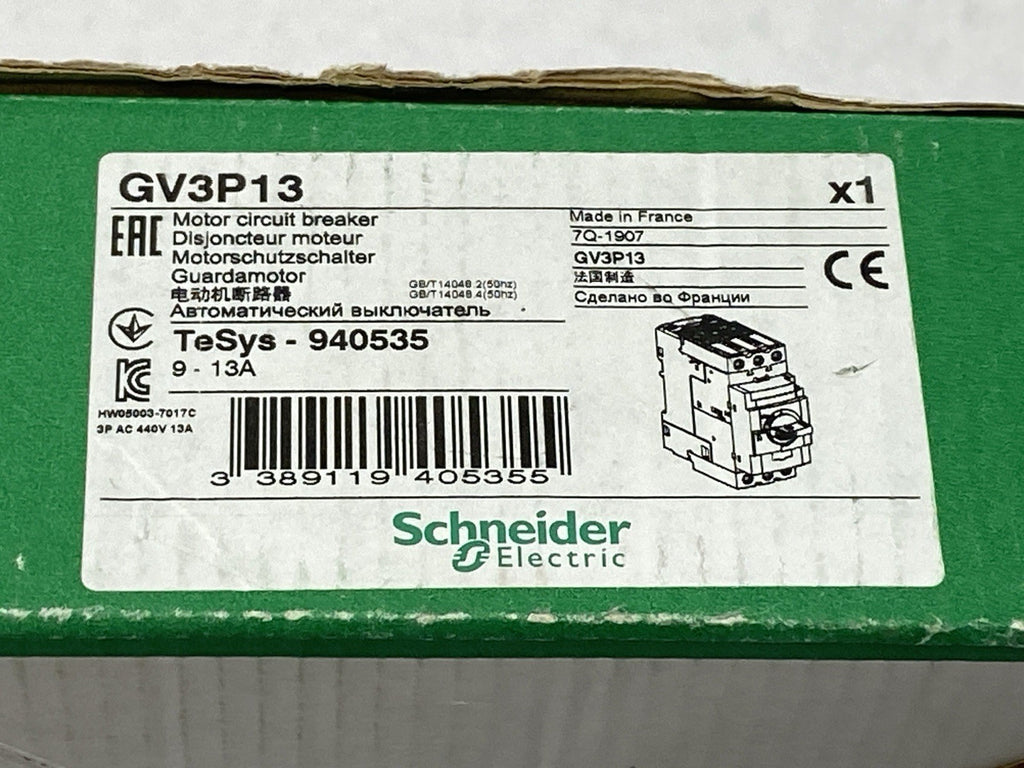 GV3P13
x1
EAC
Motor circuit breaker
Disjoncteur moteur
Motorschutzschalter
Guardamotor
电动机断路器
GB/T14048.2(50hz)
GB/T14048.4(50hz)
Автоматический выключатель
Made in France
7Q-1907
GV3P13
法国制造
Сделано во Франции
CE
TeSys - 940535
9 - 13A
HW05003-7017C
3P AC 440V 13A
3 389119 405355
Schneider
Electric